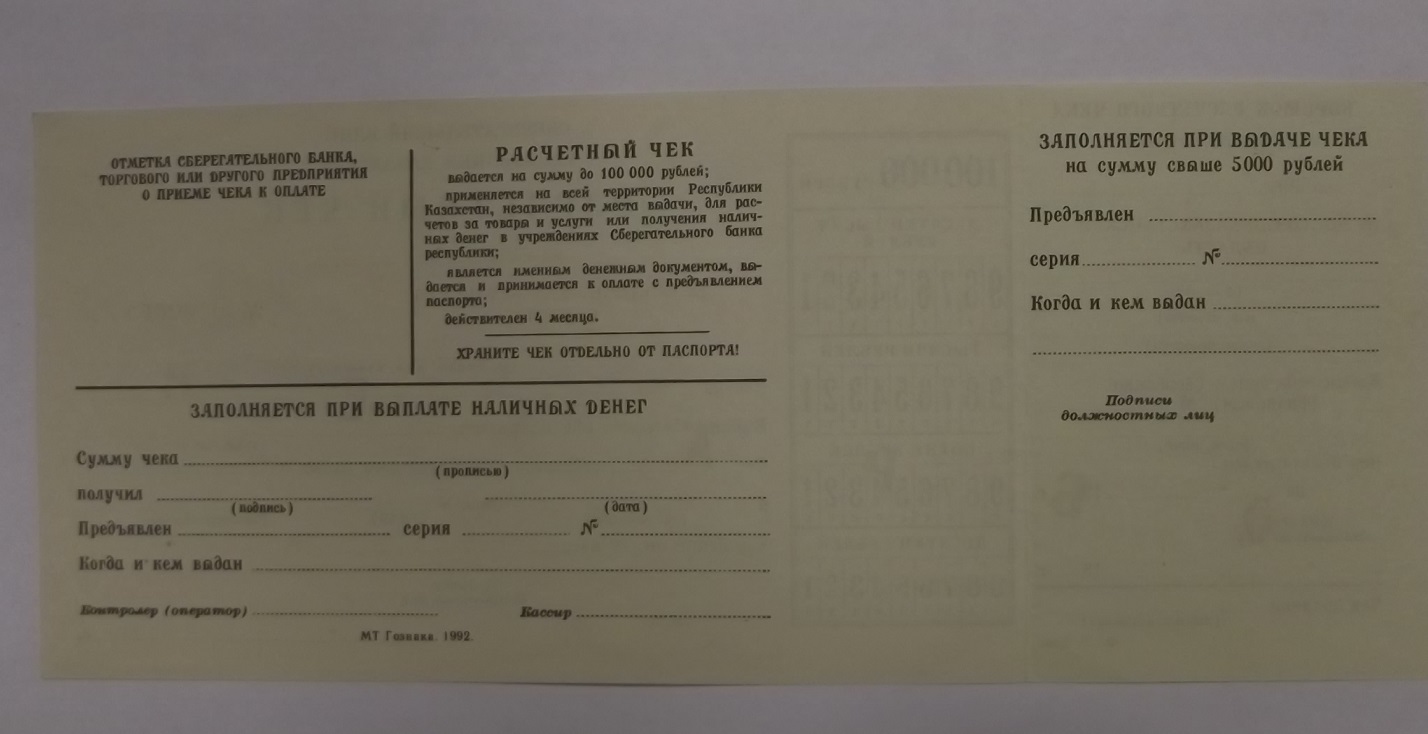 ОТМЕТКА СБЕРЕГАТЕЛЬНОГО БАНКА,
ТОРГОВОГО ИЛИ ДРУГОГО ПРЕДПРИЯТИЯ
О ПРИЕМЕ ЧЕКА К ОПЛАТЕ
РАСЧЕТНЫЙ ЧЕК
выдается на сумму до 100 000 рублей;
применяется на всей территории Республики
Казахстан, независимо от места выдачи, для рас-
четов за товары и услуги или получения налич-
ных денег в учреждениях Сберегательного банка
республики;
является именным денежным документом, вы-
дается и принимается к оплате с предъявлением
паспорта;
действителен 4 месяца.
ХРАНИТЕ ЧЕК ОТДЕЛЬНО ОТ ПАСПОРТА!
ЗАПОЛНЯЕТСЯ ПРИ ВЫПЛАТЕ НАЛИЧНЫХ ДЕНЕГ
Сумму чека
(прописью)
получил
(подпись) (дата)
Предъявлен серия №
Когда и кем выдан
Контролер (оператор) Кассир
МТ Гознака. 1992.
ЗАПОЛНЯЕТСЯ ПРИ ВЫДАЧЕ ЧЕКА
на сумму свыше 5000 рублей
Предъявлен
серия №
Когда и кем выдан
Подписи
должностных лиц